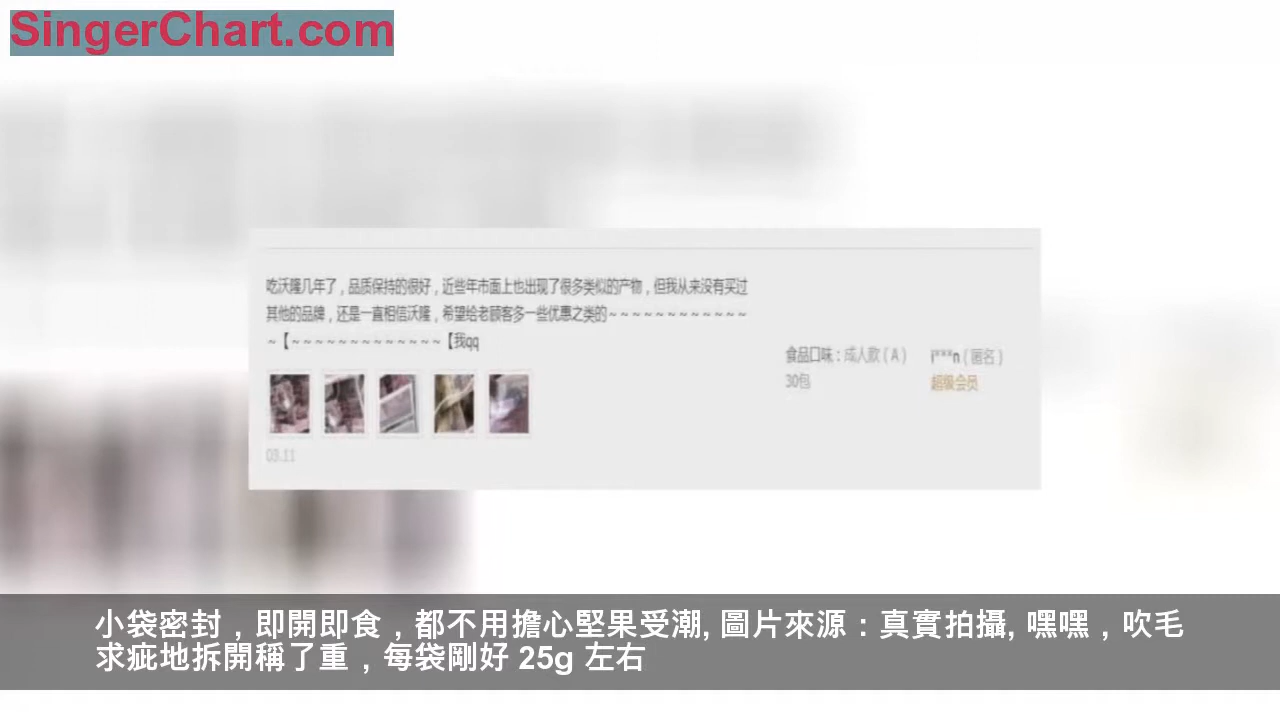 SingerChart.com
吃沃隆几年了，品质保持的很好，近些年市面上也出现了很多类似的产物，但我从来没有买过
其他的品牌，还是一直相信沃隆，希望给老顾客多一些优惠之类的~~~~~~~~~~~~
~【~~~~~~~~~~~~~【我qq
食品口味：成人款（A）
30包
i***n（匿名）
超级会员
03.11
小袋密封，即開即食，都不用擔心堅果受潮, 圖片來源：真實拍攝, 嘿嘿，吹毛
求疵地拆開稱了重，每袋剛好 25g 左右